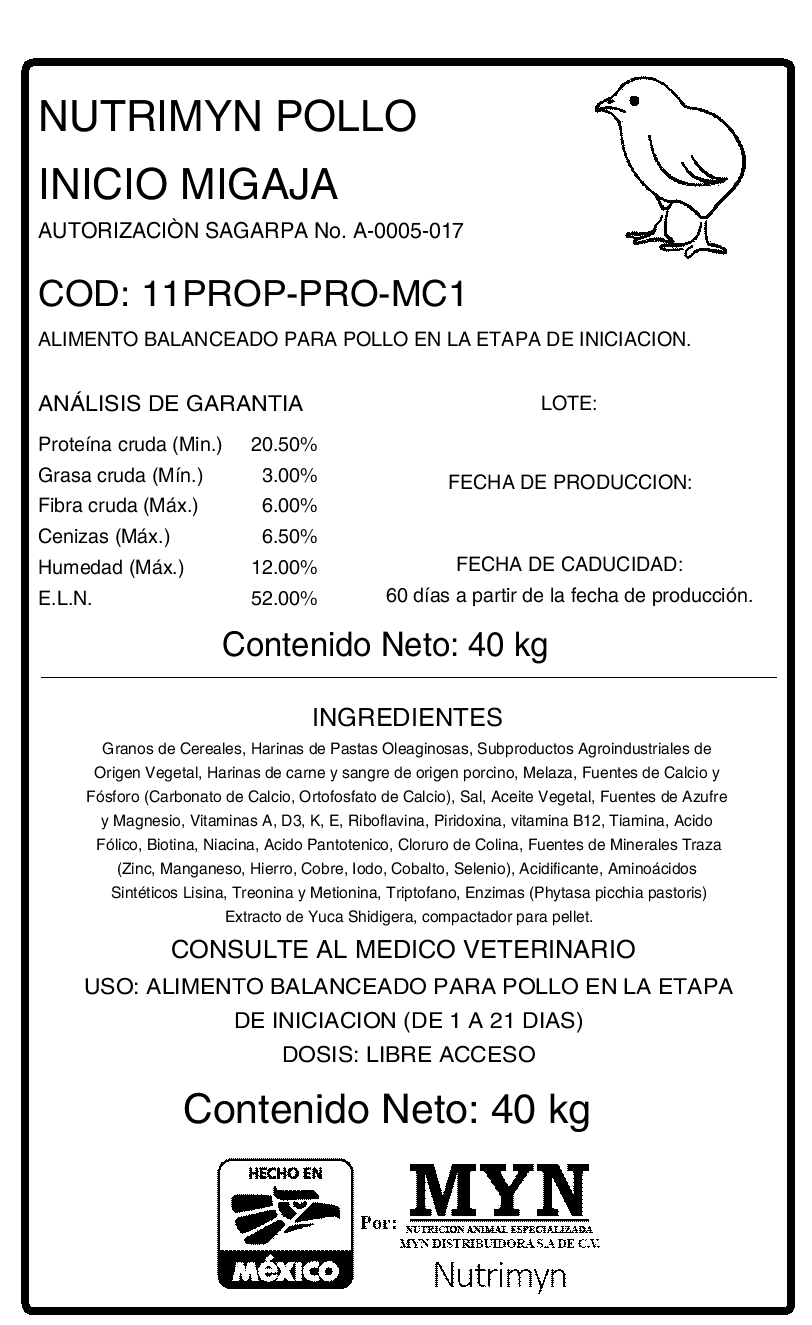 NUTRIMYN POLLO
INICIO MIGAJA
AUTORIZACIÒN SAGARPA No. A-0005-017
COD: 11PROP-PRO-MC1
ALIMENTO BALANCEADO PARA POLLO EN LA ETAPA DE INICIACION.
ANÁLISIS DE GARANTIA
Proteína cruda (Min.) 20.50%
Grasa cruda (Mín.) 3.00%
Fibra cruda (Máx.) 6.00%
Cenizas (Máx.) 6.50%
Humedad (Máx.) 12.00%
E.L.N. 52.00%
LOTE:
FECHA DE PRODUCCION:
FECHA DE CADUCIDAD:
60 días a partir de la fecha de producción.
Contenido Neto: 40 kg
INGREDIENTES
Granos de Cereales, Harinas de Pastas Oleaginosas, Subproductos Agroindustriales de
Origen Vegetal, Harinas de carne y sangre de origen porcino, Melaza, Fuentes de Calcio y
Fósforo (Carbonato de Calcio, Ortofosfato de Calcio), Sal, Aceite Vegetal, Fuentes de Azufre
y Magnesio, Vitaminas A, D3, K, E, Riboflavina, Piridoxina, vitamina B12, Tiamina, Acido
Fólico, Biotina, Niacina, Acido Pantotenico, Cloruro de Colina, Fuentes de Minerales Traza
(Zinc, Manganeso, Hierro, Cobre, Iodo, Cobalto, Selenio), Acidificante, Aminoácidos
Sintéticos Lisina, Treonina y Metionina, Triptofano, Enzimas (Phytasa picchia pastoris)
Extracto de Yuca Shidigera, compactador para pellet.
CONSULTE AL MEDICO VETERINARIO
USO: ALIMENTO BALANCEADO PARA POLLO EN LA ETAPA
DE INICIACION (DE 1 A 21 DIAS)
DOSIS: LIBRE ACCESO
Contenido Neto: 40 kg
HECHO EN
MéXICO
Por:
MYN
NUTRICION ANIMAL ESPECIALIZADA
MYN DISTRIBUIDORA S.A DE C.V.
Nutrimyn